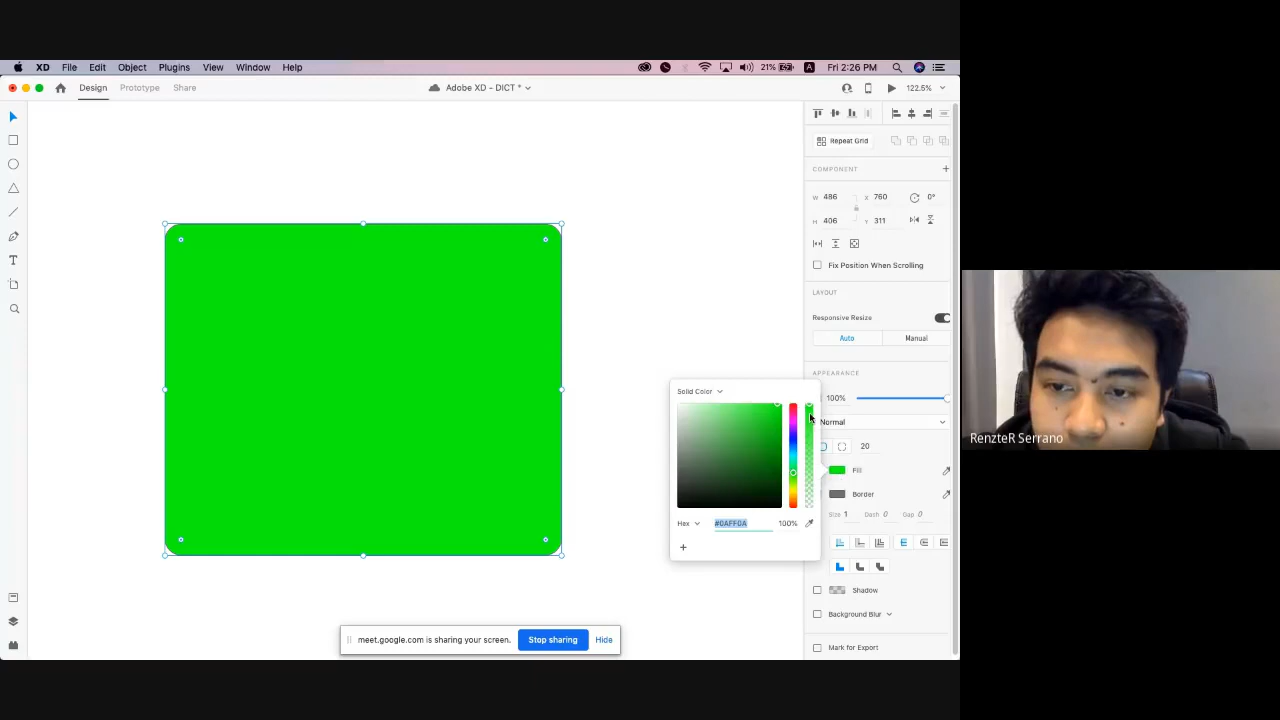 XD File Edit Object Plugins View Window Help 21% A Fri 2:26 PM
Design Prototype Share Adobe XD - DICT * 122.5%
Repeat Grid
COMPONENT +
W 486 X 760 0°
H 406 Y 311
Fix Position When Scrolling
LAYOUT
Responsive Resize
Auto Manual
APPEARANCE
100%
Normal
20
Fill
Border
Size 1 Dash 0 Gap 0
Shadow
Background Blur
Mark for Export
Solid Color
Hex #0AFF0A 100%
+
T
meet.google.com is sharing your screen. Stop sharing Hide
RenzteR Serrano